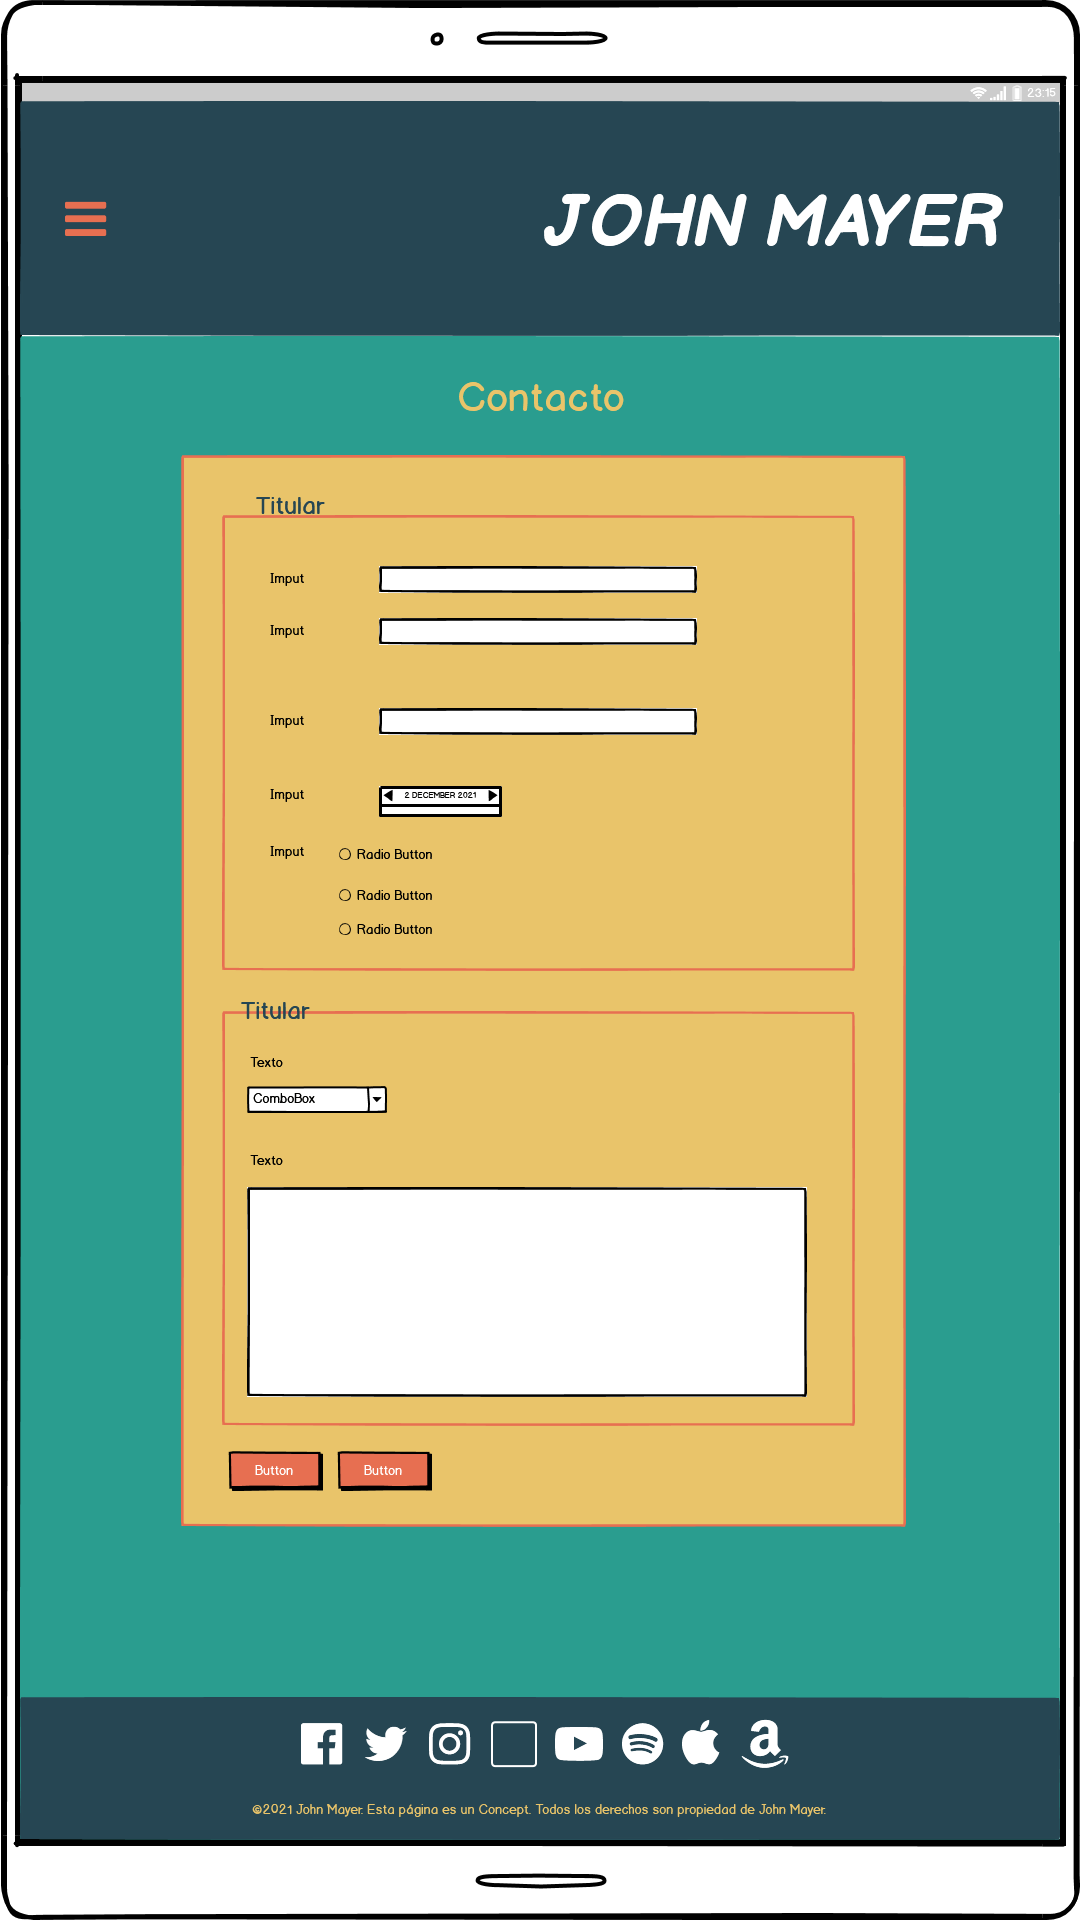 23:15
JOHN MAYER
Contacto
Titular
Imput
Imput
Imput
Imput
2 DECEMBER 2021
Imput
Radio Button
Radio Button
Radio Button
Titular
Texto
ComboBox
Texto
Button
Button
©2021 John Mayer. Esta página es un Concept. Todos los derechos son propiedad de John Mayer.